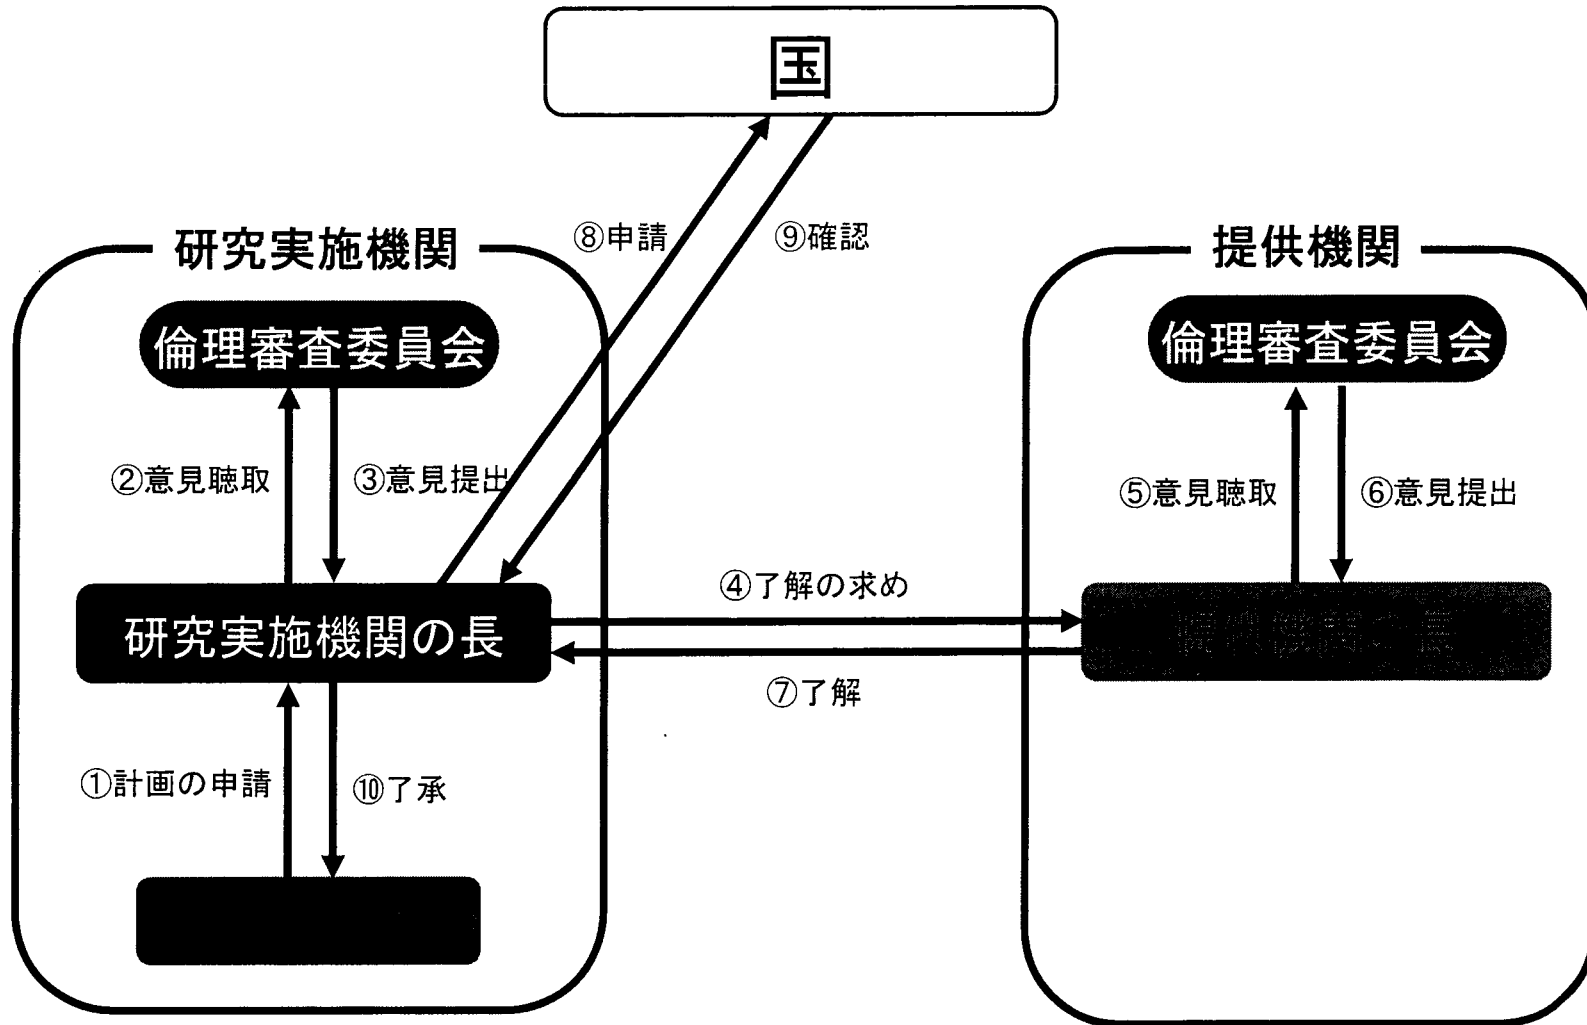 国
⑧申請
⑨確認
研究実施機関
倫理審査委員会
②意見聴取
③意見提出
研究実施機関の長
①計画の申請
⑩了承
④了解の求め
⑦了解
提供機関
倫理審査委員会
⑤意見聴取
⑥意見提出